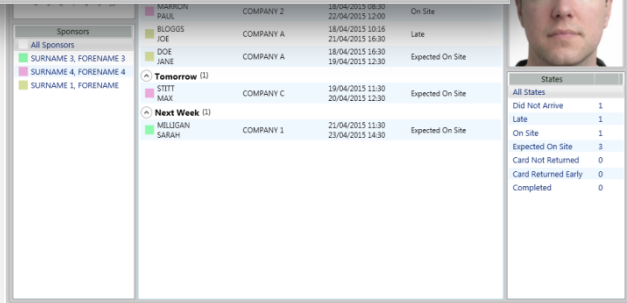 MARRON
PAUL
COMPANY 2
18/04/2015 08:30
22/04/2015 12:00
On Site
BLOGGS
JOE
COMPANY A
18/04/2015 10:16
21/04/2015 16:30
Late
DOE
JANE
COMPANY A
18/04/2015 16:30
19/04/2015 12:30
Expected On Site
Tomorrow (1)
STITT
MAX
COMPANY C
19/04/2015 11:30
20/04/2015 12:30
Expected On Site
Next Week (1)
MILLIGAN
SARAH
COMPANY 1
21/04/2015 11:30
23/04/2015 14:30
Expected On Site
Sponsors
All Sponsors
SURNAME 3, FORENAME 3
SURNAME 4, FORENAME 4
SURNAME 1, FORENAME
States
All States
Did Not Arrive 1
Late 1
On Site 1
Expected On Site 3
Card Not Returned 0
Card Returned Early 0
Completed 0